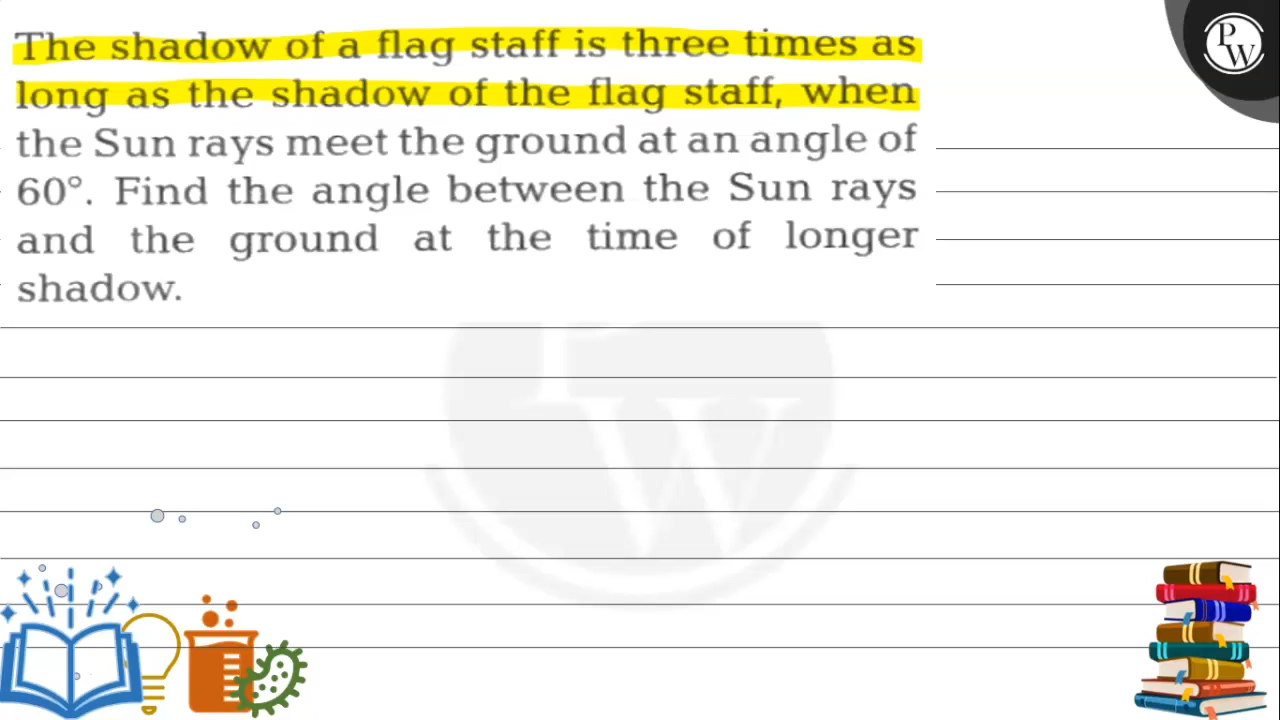 The shadow of a flag staff is three times as
long as the shadow of the flag staff, when
the Sun rays meet the ground at an angle of
60°. Find the angle between the Sun rays
and the ground at the time of longer
shadow.
PW